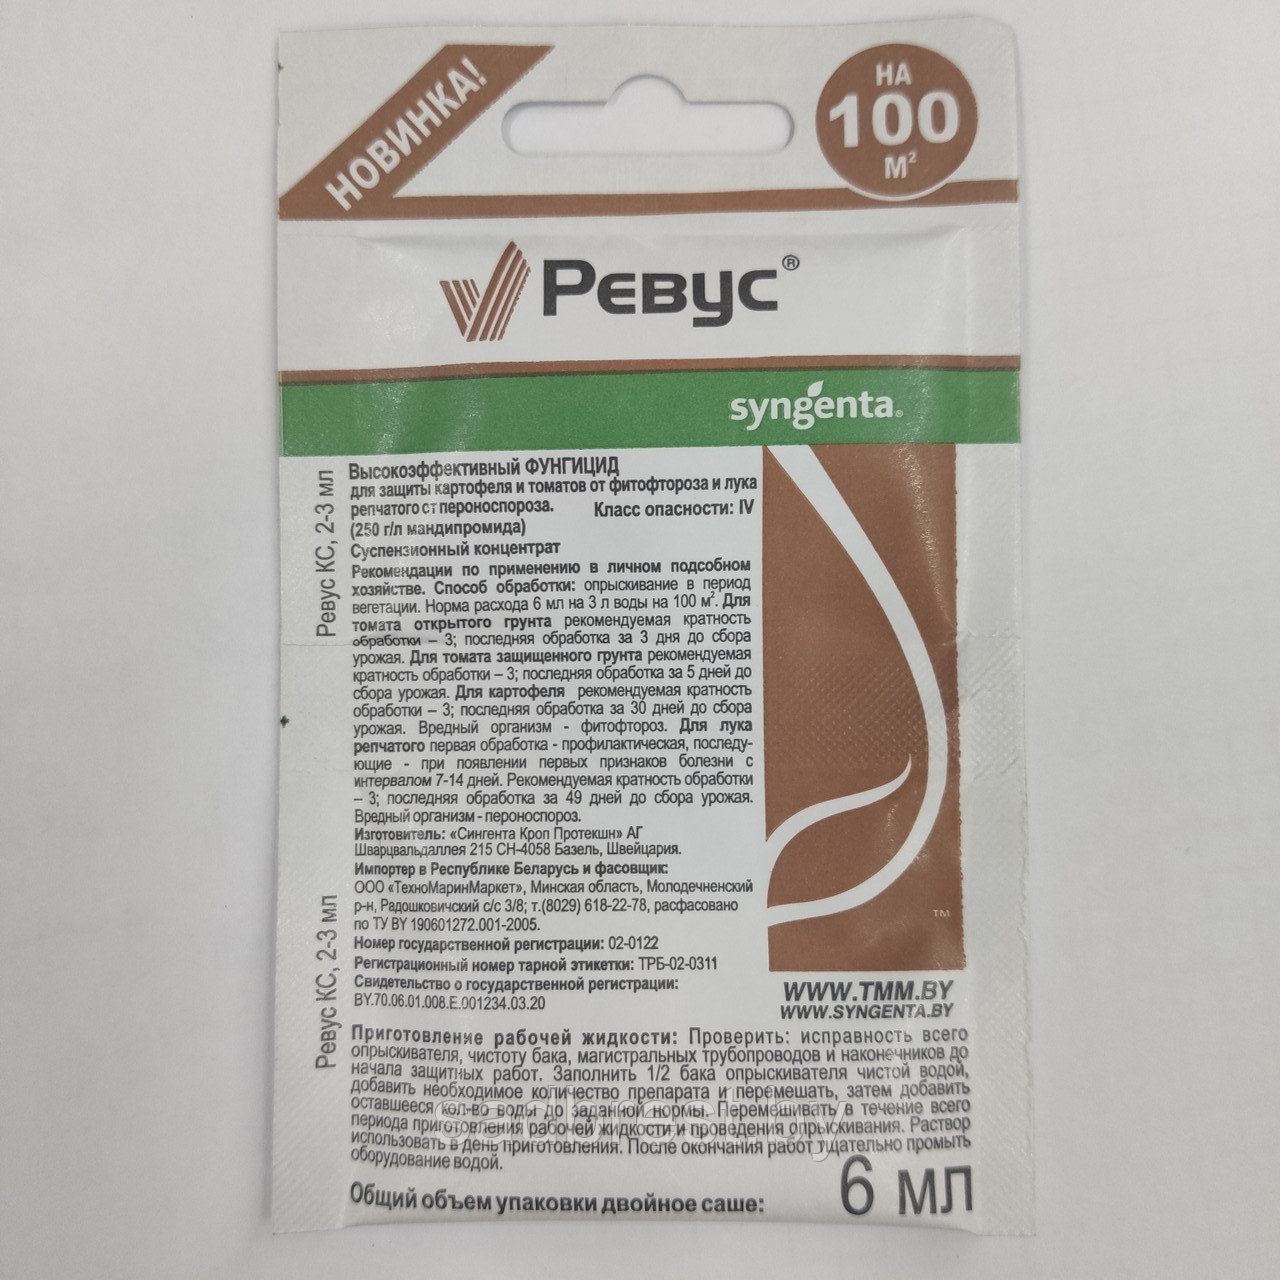 НОВИНКА!
НА
100
М²
РЕВУС®
syngenta®
Высокоэффективный ФУНГИЦИД
для защиты картофеля и томатов от фитофтороза и лука
репчатого от пероноспороза.
Класс опасности: IV
(250 г/л мандипромида)
Суспензионный концентрат
Рекомендации по применению в личном подсобном
хозяйстве. Способ обработки: опрыскивание в период
вегетации. Норма расхода 6 мл на 3 л воды на 100 м². Для
томата открытого грунта рекомендуемая кратность
обработки – 3; последняя обработка за 3 дня до сбора
урожая. Для томата защищенного грунта рекомендуемая
кратность обработки – 3; последняя обработка за 5 дней до
сбора урожая. Для картофеля рекомендуемая кратность
обработки – 3; последняя обработка за 30 дней до сбора
урожая. Вредный организм - фитофтороз. Для лука
репчатого первая обработка - профилактическая, последу-
ющие - при появлении первых признаков болезни с
интервалом 7-14 дней. Рекомендуемая кратность обработки
– 3; последняя обработка за 49 дней до сбора урожая.
Вредный организм - пероноспороз.
Изготовитель: «Сингента Кроп Протекшн» АГ
Шварцвальдаллея 215 CH-4058 Базель, Швейцария.
Импортер в Республике Беларусь и фасовщик:
ООО «ТехноМаринМаркет», Минская область, Молодечненский
р-н, Радошковичский с/с 3/8; т.(8029) 618-22-78, расфасовано
по ТУ BY 190601272.001-2005.
Номер государственной регистрации: 02-0122
Регистрационный номер тарной этикетки: ТРБ-02-0311
Свидетельство о государственной регистрации:
BY.70.06.01.008.E.001234.03.20
TM
WWW.TMM.BY
WWW.SYNGENTA.BY
Приготовление рабочей жидкости: Проверить: исправность всего
опрыскивателя, чистоту бака, магистральных трубопроводов и наконечников до
начала защитных работ. Заполнить 1/2 бака опрыскивателя чистой водой,
добавить необходимое количество препарата и перемешать, затем добавить
оставшееся кол-во воды до заданной нормы. Перемешивать в течение всего
периода приготовления рабочей жидкости и проведения опрыскивания. Раствор
использовать в день приготовления. После окончания работ тщательно промыть
оборудование водой.
Общий объем упаковки двойное саше:
6 мл
Ревус КС, 2-3 мл
Ревус КС, 2-3 мл
sadbrest.by